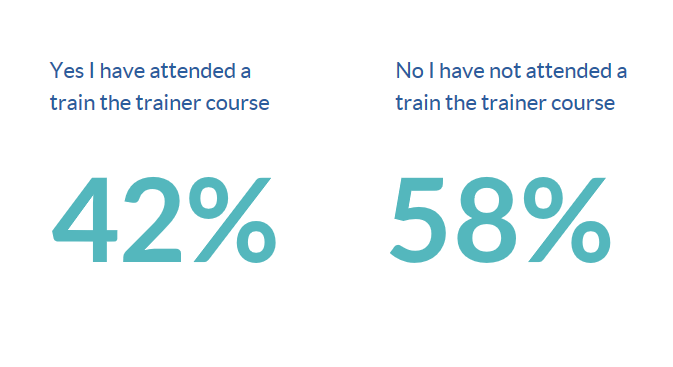 Yes I have attended a
train the trainer course
42%
No I have not attended a
train the trainer course
58%